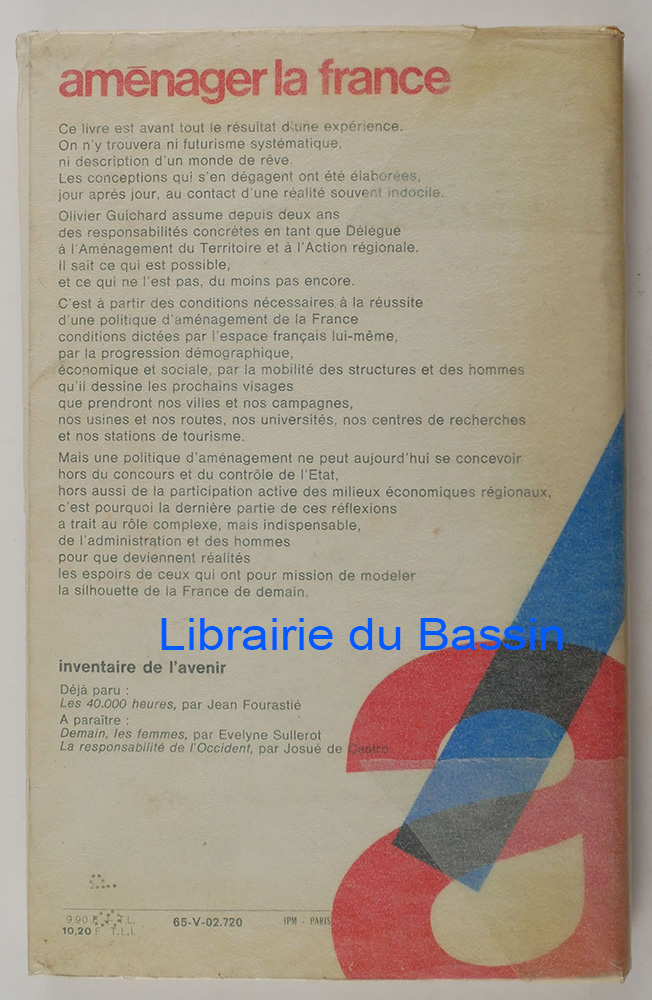 aménager la france
Ce livre est avant tout le résultat d'une expérience.
On n'y trouvera ni futurisme systématique,
ni description d'un monde de rêve.
Les conceptions qui s'en dégagent ont été élaborées,
jour après jour, au contact d'une réalité souvent indocile.
Olivier Guichard assume depuis deux ans
des responsabilités concrètes en tant que Délégué
à l'Aménagement du Territoire et à l'Action régionale.
Il sait ce qui est possible,
et ce qui ne l'est pas, du moins pas encore.
C'est à partir des conditions nécessaires à la réussite
d'une politique d'aménagement de la France
conditions dictées par l'espace français lui-même,
par la progression démographique,
économique et sociale, par la mobilité des structures et des hommes
qu'il dessine les prochains visages
que prendront nos villes et nos campagnes,
nos usines et nos routes, nos universités, nos centres de recherches
et nos stations de tourisme.
Mais une politique d'aménagement ne peut aujourd'hui se concevoir
hors du concours et du contrôle de l'Etat,
hors aussi de la participation active des milieux économiques régionaux,
c'est pourquoi la dernière partie de ces réflexions
a trait au rôle complexe, mais indispensable,
de l'administration et des hommes
pour que deviennent réalités
les espoirs de ceux qui ont pour mission de modeler
la silhouette de la France de demain.
Librairie du Bassin
inventaire de l'avenir
Déjà paru :
Les 40.000 heures, par Jean Fourastié
A paraître :
Demain, les femmes, par Evelyne Sullerot
La responsabilité de l'Occident, par Josué de Castro
a
9,90 F T.L.
10,20 F T.L.I.
65-V-02.720
IPM - PARIS